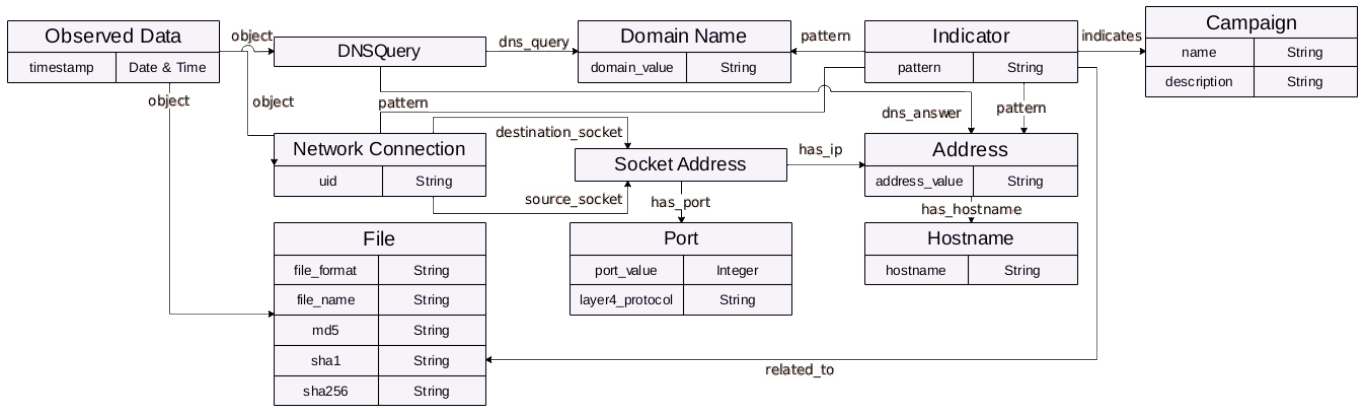 Observed Data
timestamp Date & Time
object
DNSQuery
dns_query
Domain Name
domain_value String
pattern
Indicator
pattern String
indicates
Campaign
name String
description String
object
object
pattern
dns_answer
pattern
destination_socket
Network Connection
uid String
source_socket
Socket Address
has_ip
has_port
Address
address_value String
has_hostname
File
file_format String
file_name String
md5 String
sha1 String
sha256 String
Port
port_value Integer
layer4_protocol String
Hostname
hostname String
related_to